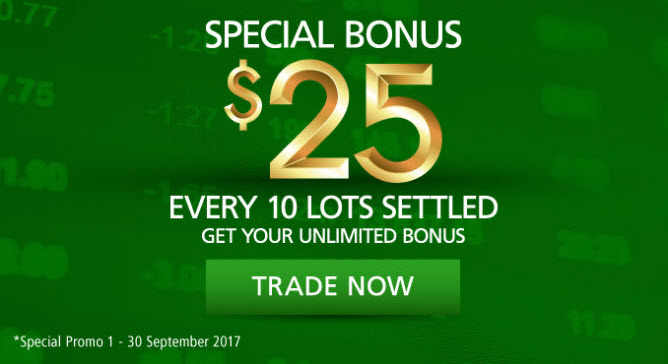 SPECIAL BONUS
$25
EVERY 10 LOTS SETTLED
GET YOUR UNLIMITED BONUS
TRADE NOW
*Special Promo 1 - 30 September 2017